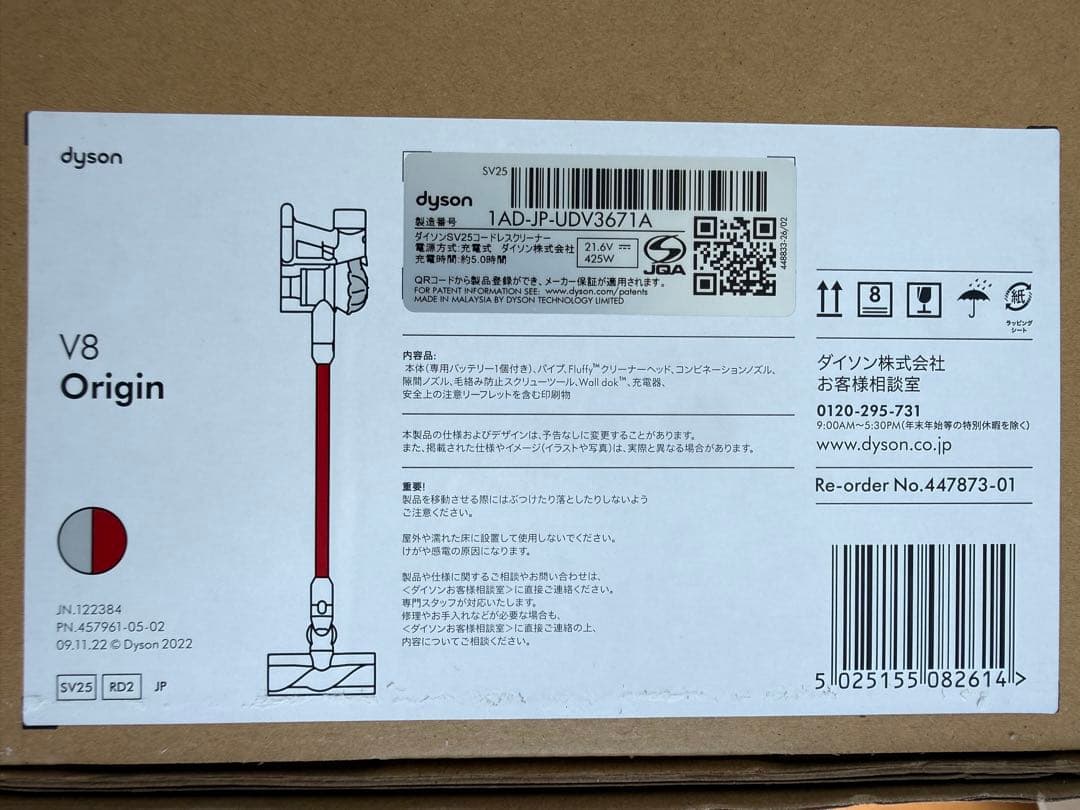 dyson
V8
Origin
JN.122384
PN.457961-05-02
09.11.22 © Dyson 2022
SV25 RD2 JP
SV25
dyson
製造番号 1AD-JP-UDV3671A
ダイソンSV25コードレスクリーナー
電源方式:充電式 ダイソン株式会社
充電時間:約5.0時間
21.6V
425W
JQA
448833-26/02
QRコードから製品登録ができ、メーカー保証が適用されます。
FOR PATENT INFORMATION SEE: www.dyson.com/patents
MADE IN MALAYSIA BY DYSON TECHNOLOGY LIMITED
内容品:
本体(専用バッテリー1個付き)、パイプ、Fluffy™クリーナーヘッド、コンビネーションノズル、
隙間ノズル、毛絡み防止スクリューツール、Wall dok™、充電器、
安全上の注意リーフレットを含む印刷物
本製品の仕様およびデザインは、予告なしに変更することがあります。
また、掲載された仕様やイメージ(イラストや写真)は、実際と異なる場合があります。
重要!
製品を移動させる際にはぶつけたり落としたりしないよう
ご注意ください。
屋外や濡れた床に設置して使用しないでください。
けがや感電の原因になります。
製品や仕様に関するご相談やお問い合わせは、
<ダイソンお客様相談室>に直接ご連絡ください。
専門スタッフが対応いたします。
修理やお手入れなどが必要な場合も、
<ダイソンお客様相談室>に直接ご連絡の上、
内容についてご相談ください。
8
紙
ラッピング
シート
ダイソン株式会社
お客様相談室
0120-295-731
9:00AM～5:30PM(年末年始等の特別休暇を除く)
www.dyson.co.jp
Re-order No.447873-01
5 025155 082614 >